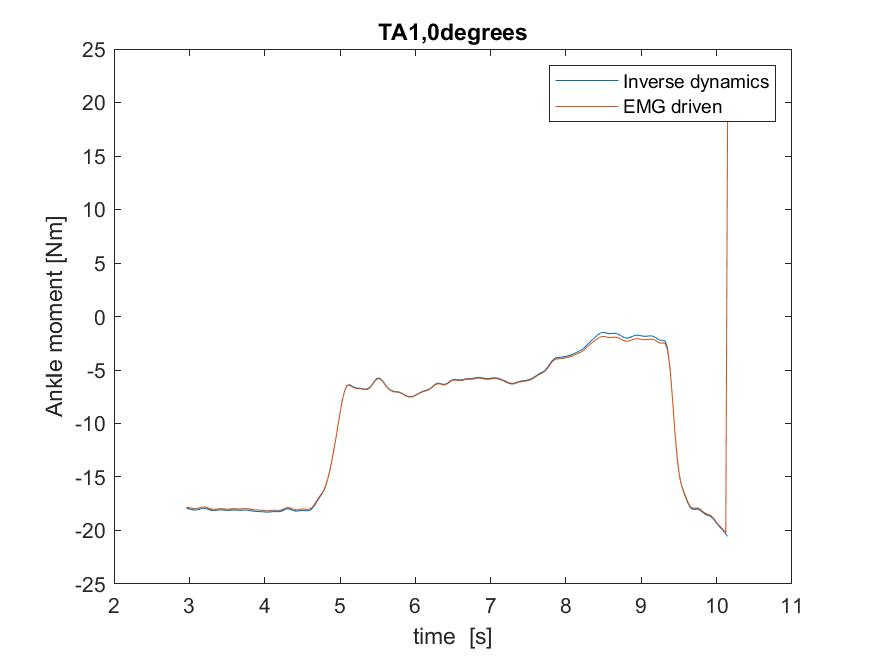 TA1,0degrees
25
20
15
10
5
0
-5
-10
-15
-20
-25
Ankle moment [Nm]
Inverse dynamics
EMG driven
2 3 4 5 6 7 8 9 10 11
time [s]